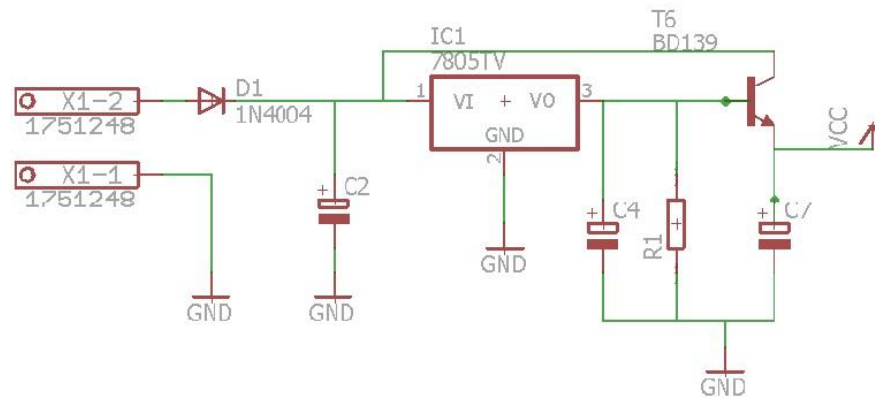 T6
BD139
IC1
7805TV
D1
1N4004
X1-2
1751248
1
VI
+
VO
3
GND
2
VCC
X1-1
1751248
+
C2
+
C4
R1
+
+
C7
GND
GND
GND
GND